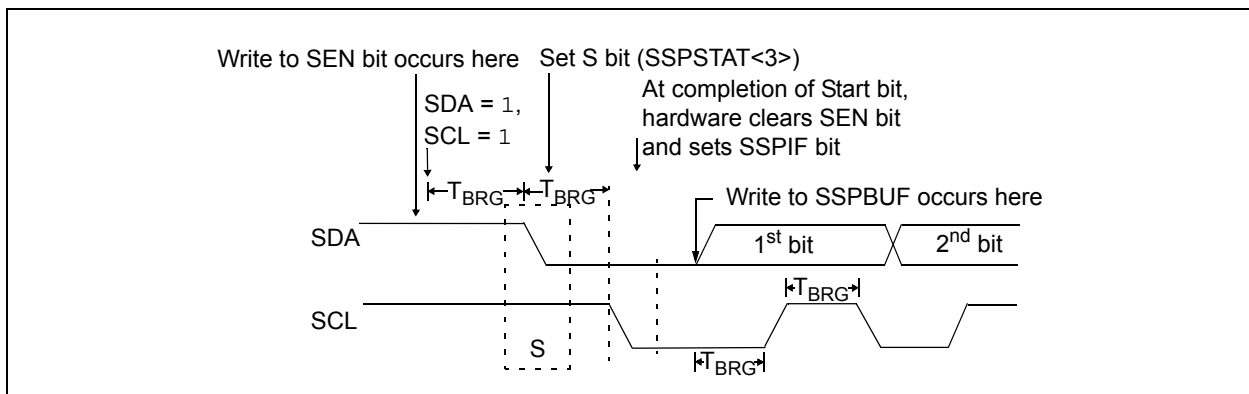 Write to SEN bit occurs here
Set S bit (SSPSTAT<3>)
SDA = 1,
SCL = 1
At completion of Start bit,
hardware clears SEN bit
and sets SSPIF bit
TBRG
TBRG
Write to SSPBUF occurs here
SDA
1st bit
2nd bit
TBRG
SCL
S
TBRG